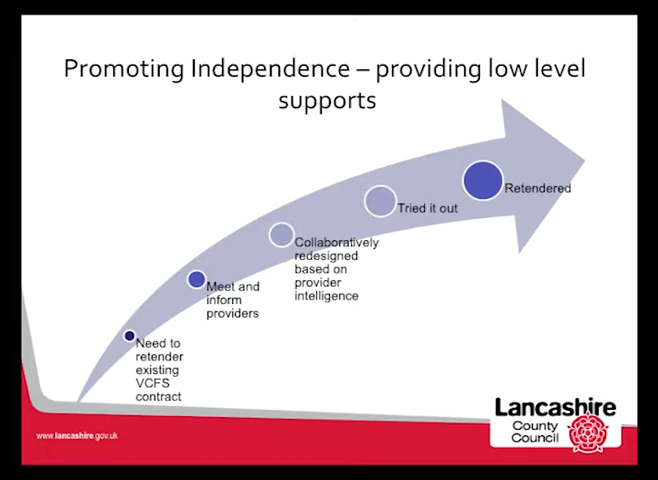 Promoting Independence – providing low level
supports
Retendered
Tried it out
Collaboratively
redesigned
based on
provider
intelligence
Meet and
inform
providers
Need to
retender
existing
VCFS
contract
www.lancashire.gov.uk
Lancashire
County
Council